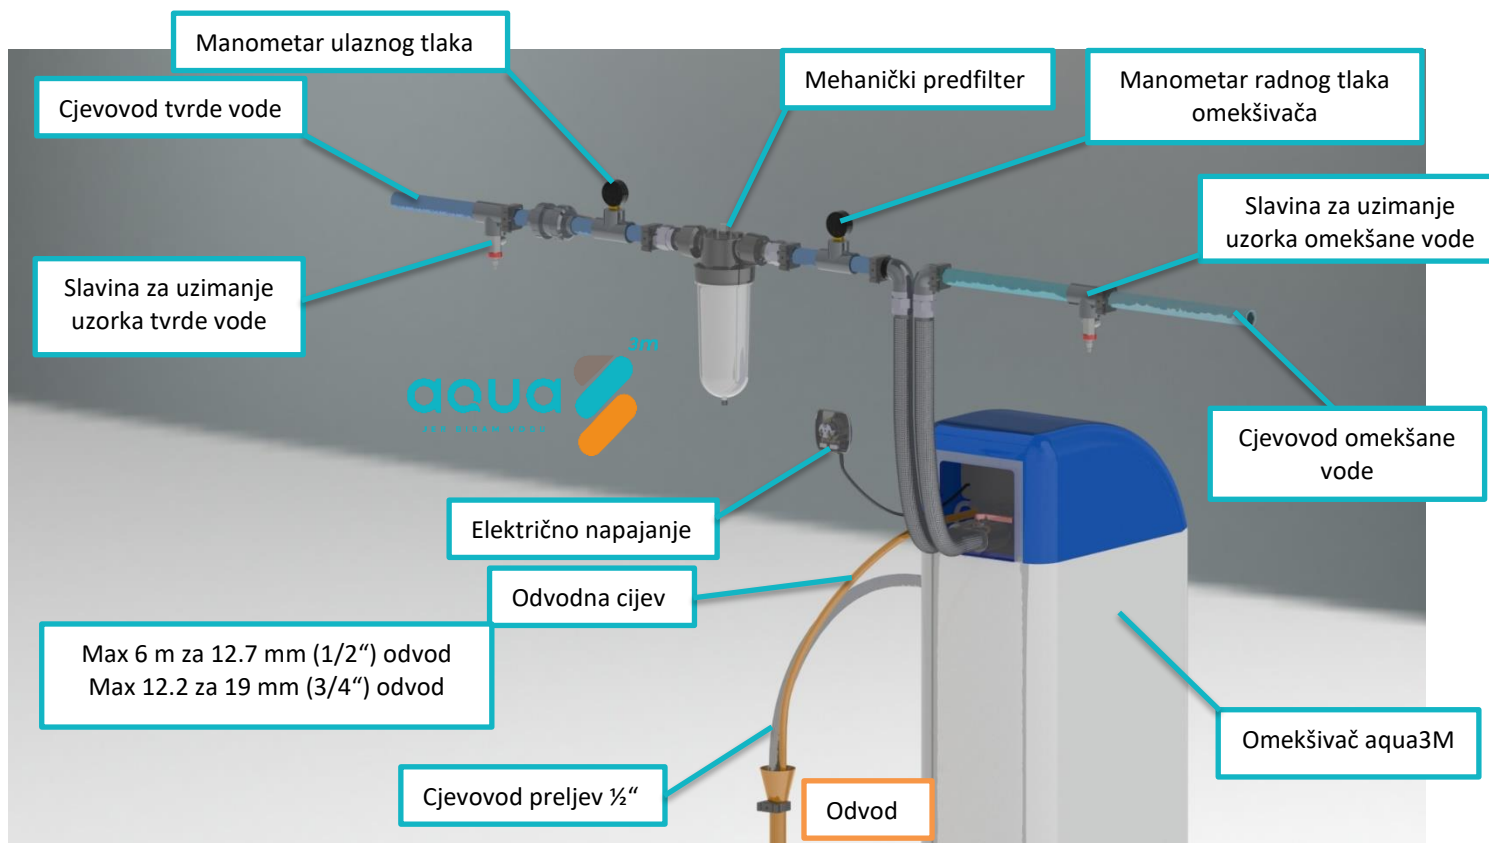 Manometar ulaznog tlaka
Mehanički predfilter
Manometar radnog tlaka
omekšivača
Cjevovod tvrde vode
Slavina za uzimanje
uzorka omekšane vode
Slavina za uzimanje
uzorka tvrde vode
3m
aqua
Cjevovod omekšane
vode
Električno napajanje
Odvodna cijev
Max 6 m za 12.7 mm (1/2“) odvod
Max 12.2 za 19 mm (3/4“) odvod
Omekšivač aqua3M
Cjevovod preljev ½“
Odvod